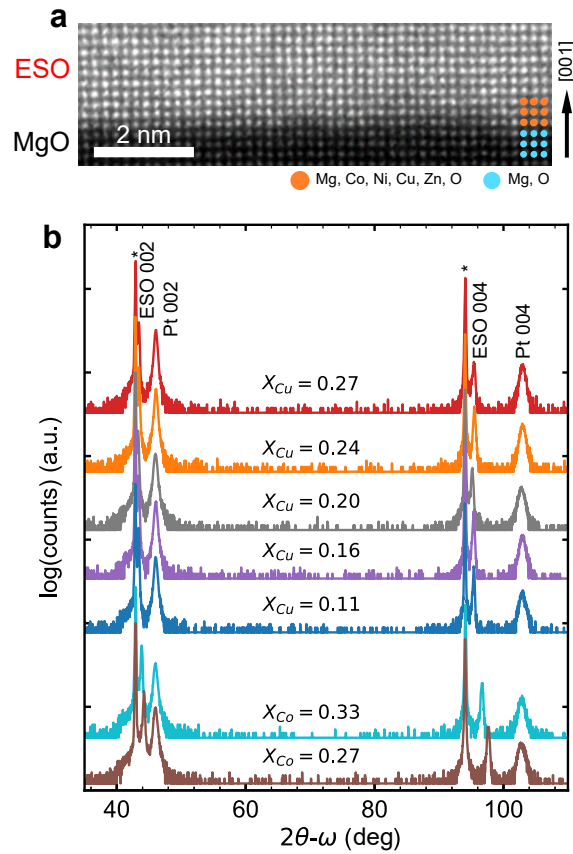 a
ESO
MgO
2 nm
[001]
Mg, Co, Ni, Cu, Zn, O
Mg, O
b
*
ESO 002
Pt 002
*
ESO 004
Pt 004
X_Cu = 0.27
X_Cu = 0.24
X_Cu = 0.20
X_Cu = 0.16
X_Cu = 0.11
X_Co = 0.33
X_Co = 0.27
log(counts) (a.u.)
40 60 80 100
2θ-ω (deg)